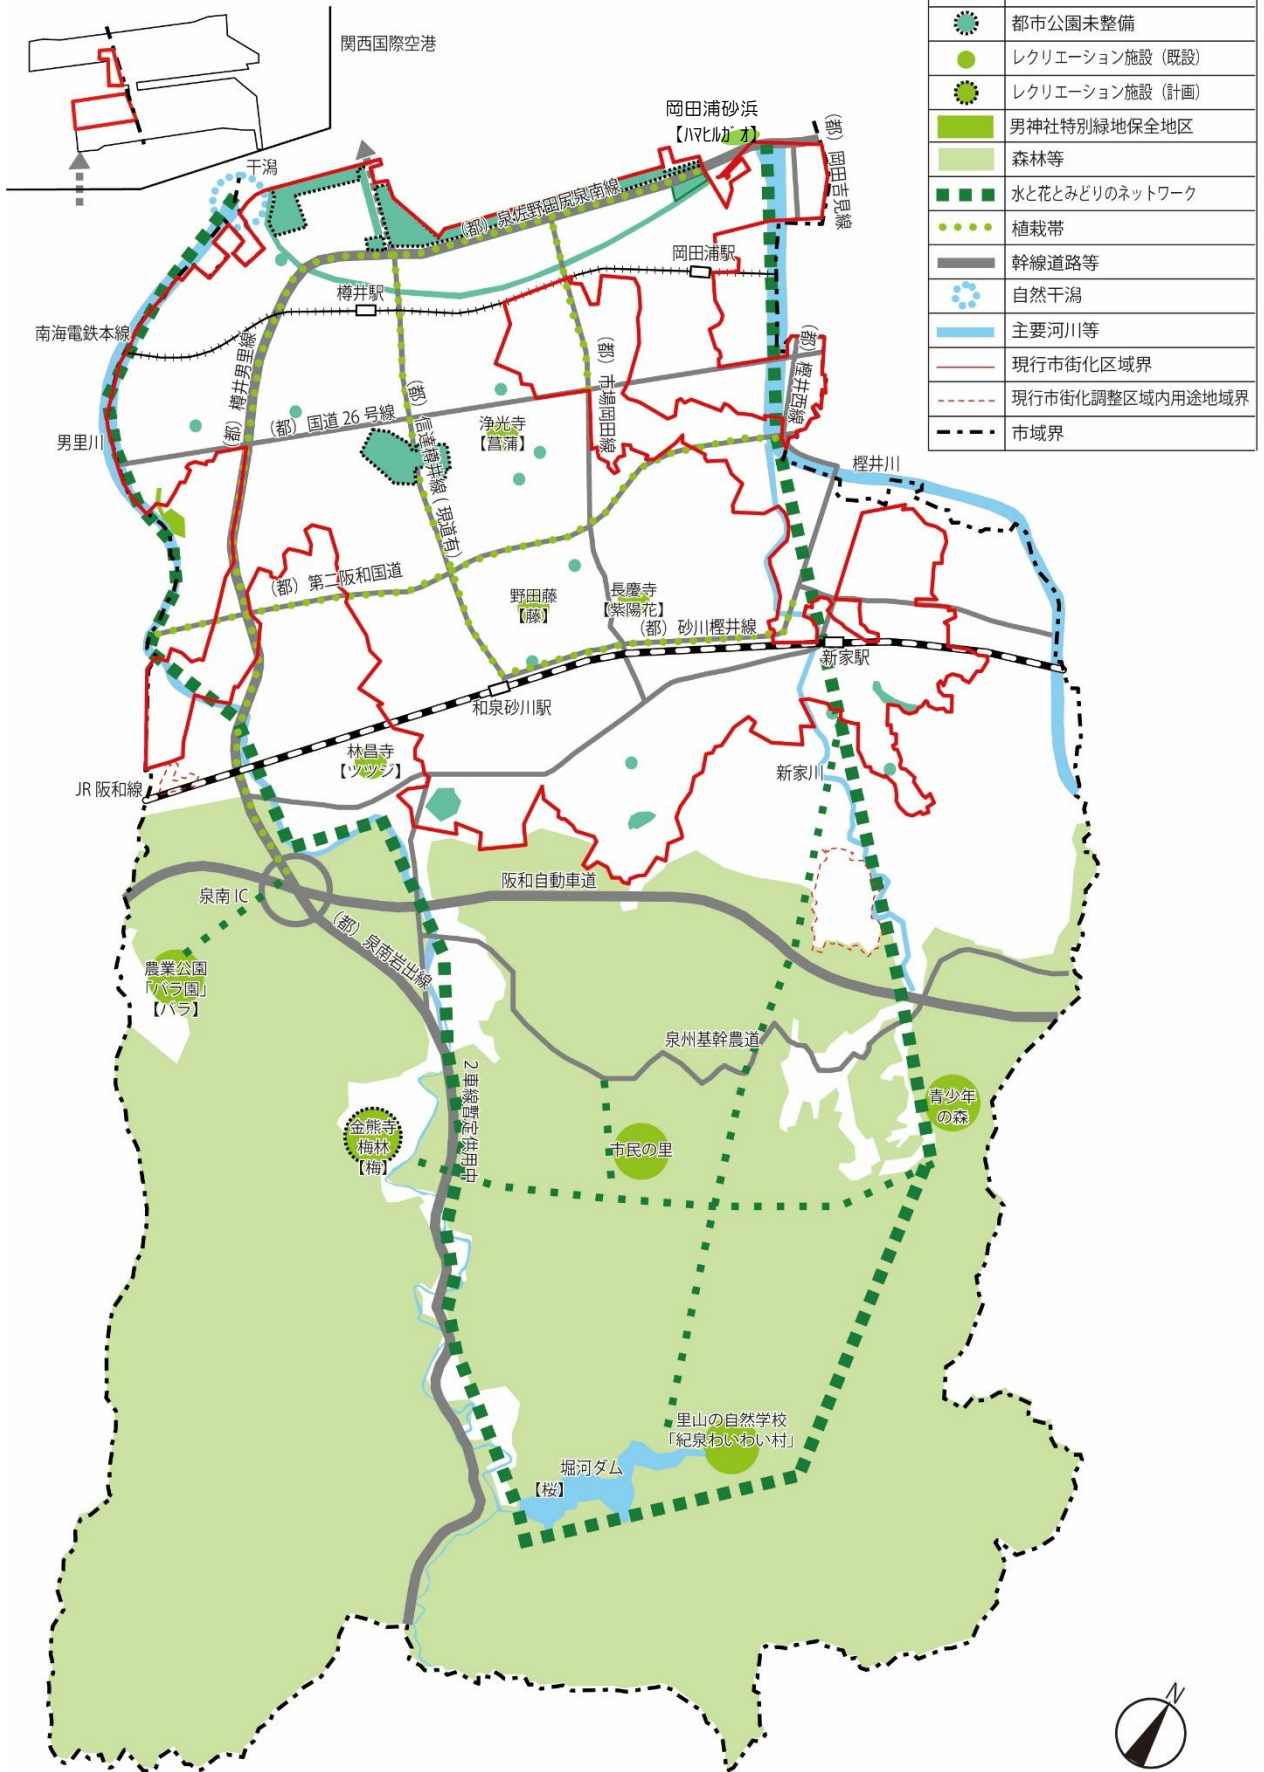 関西国際空港
都市公園未整備
レクリエーション施設（既設）
レクリエーション施設（計画）
男神社特別緑地保全地区
森林等
水と花とみどりのネットワーク
植栽帯
幹線道路等
自然干潟
主要河川等
現行市街化区域界
現行市街化調整区域内用途地域界
市域界
岡田浦砂浜
【ハマヒルガオ】
（都）岡田吉見線
干潟
（都）泉佐野田尻泉南線
岡田浦駅
樽井駅
南海電鉄本線
（都）樽井男里線
（都）信達樽井線（現道有）
（都）市場岡田線
（都）樫井西線
（都）国道26号線
男里川
浄光寺
【菖蒲】
樫井川
（都）第二阪和国道
野田藤
【藤】
長慶寺
【紫陽花】
（都）砂川樫井線
新家駅
和泉砂川駅
林昌寺
【ツツジ】
JR阪和線
新家川
泉南IC
阪和自動車道
（都）泉南岩出線
農業公園
「バラ園」
【バラ】
泉州基幹農道
2車線暫定供用中
青少年
の森
金熊寺
梅林
【梅】
市民の里
里山の自然学校
「紀泉わいわい村」
堀河ダム
【桜】
N